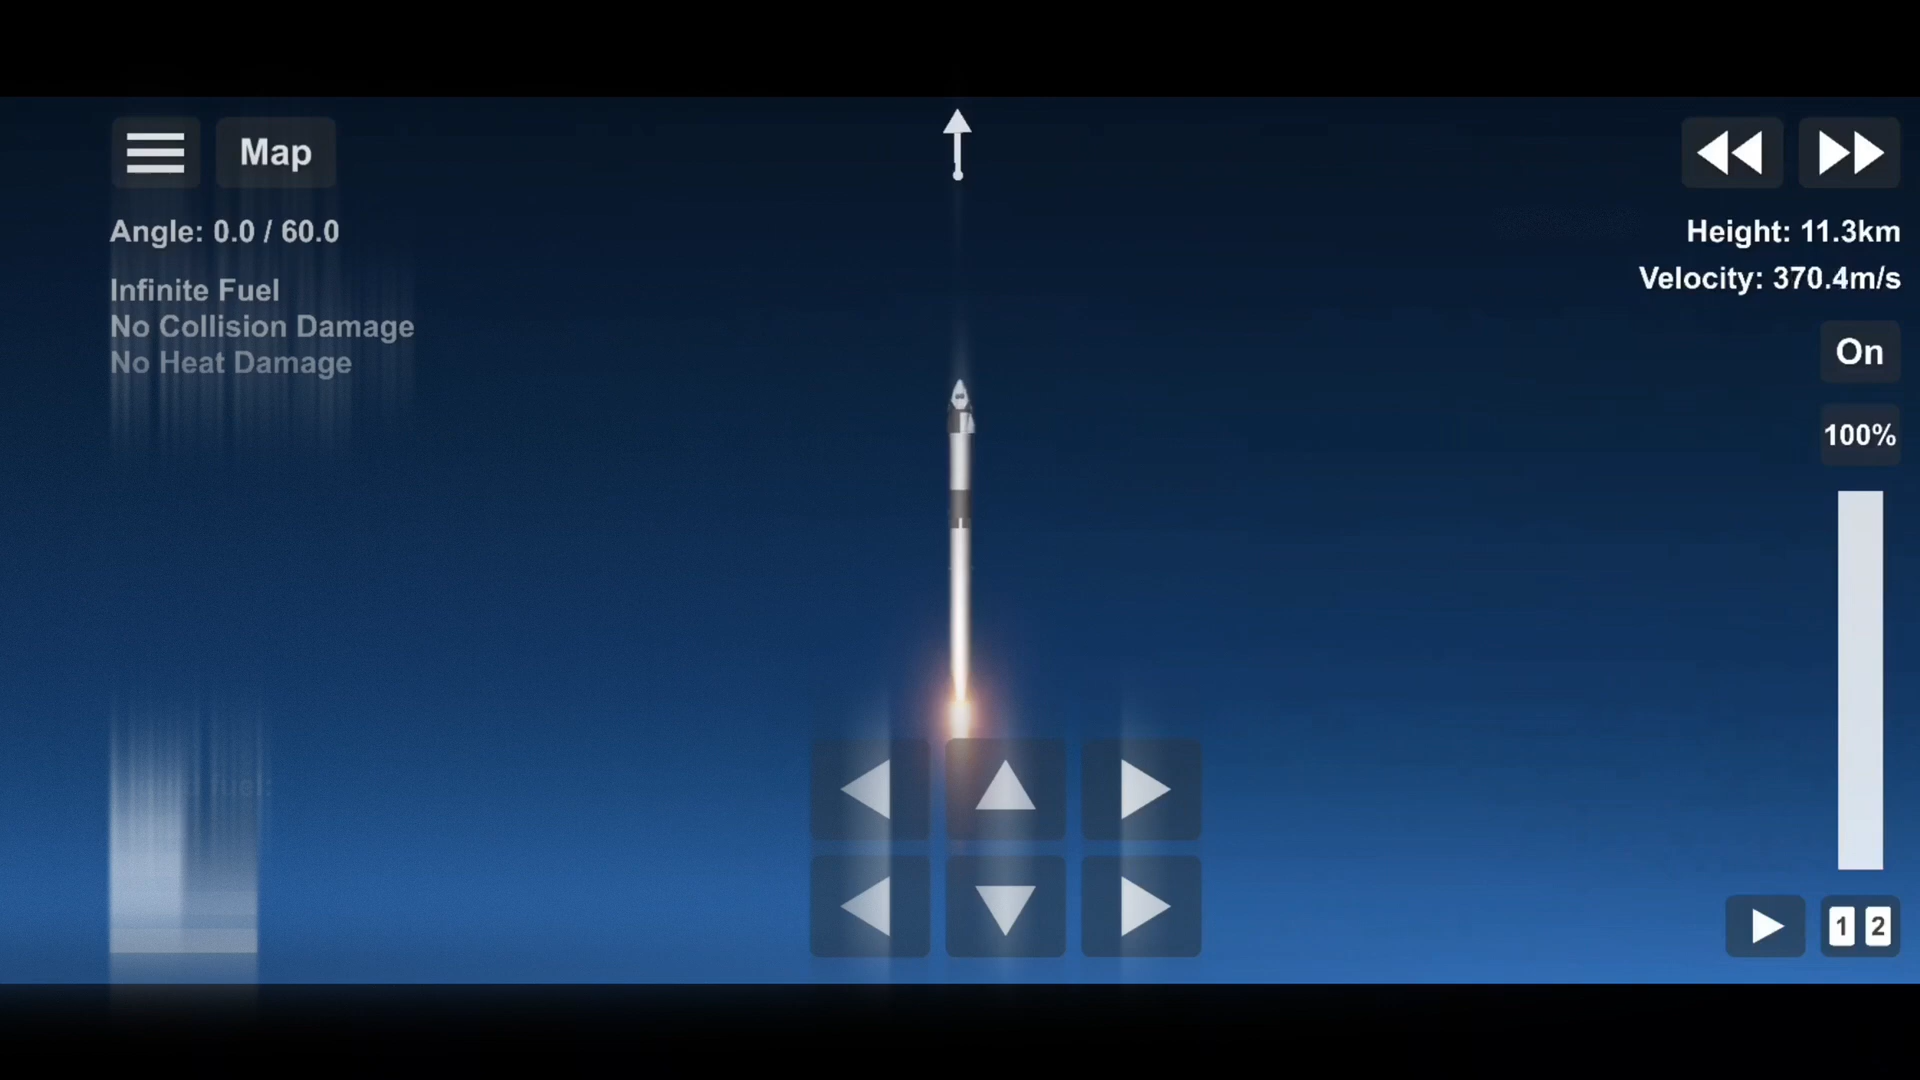 Map
Angle: 0.0 / 60.0
Infinite Fuel
No Collision Damage
No Heat Damage
Height: 11.3km
Velocity: 370.4m/s
On
100%
fuel:
1 2